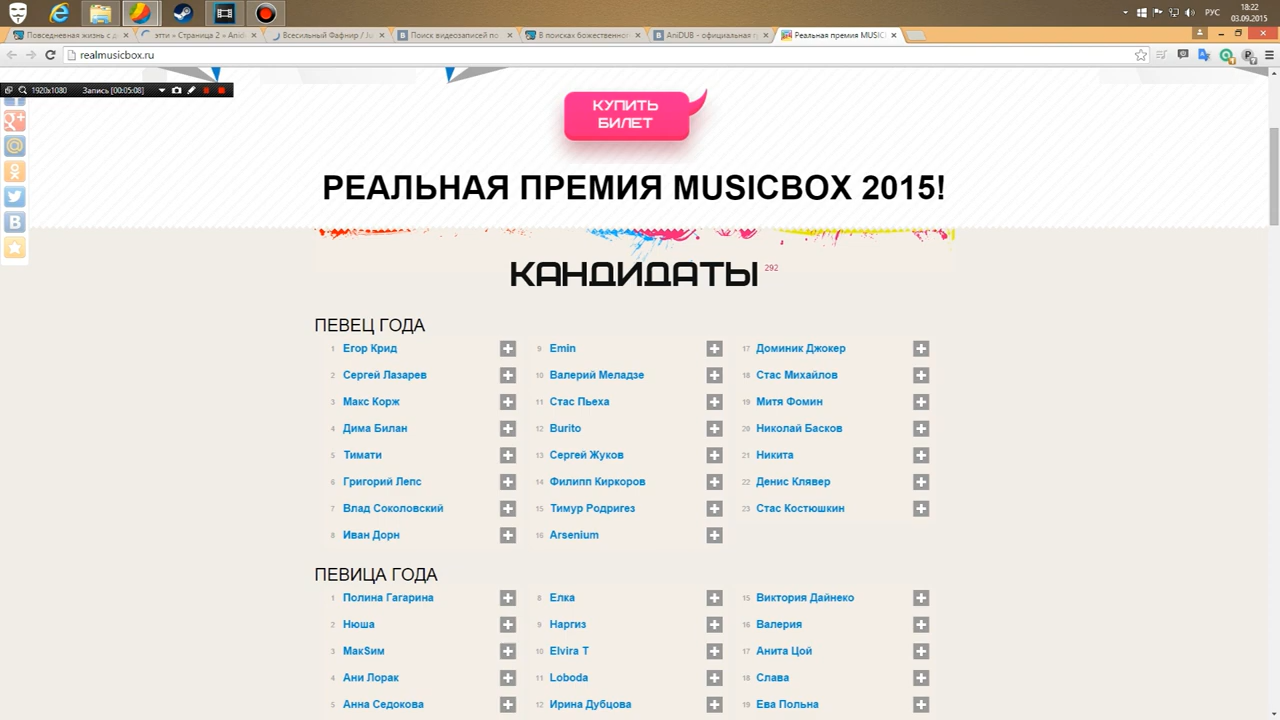 18:22
РУС
03.09.2015
Повседневная жизнь с д
этти » Страница 2 » Anid
Всесильный Фафнир / Ju
Поиск видеозаписей по
В поисках божественног
AniDUB - официальная г
Реальная премия MUSIC
realmusicbox.ru
1920x1080 Запись [00:05:08]
КУПИТЬ
БИЛЕТ
РЕАЛЬНАЯ ПРЕМИЯ MUSICBOX 2015!
КАНДИДАТЫ 292
ПЕВЕЦ ГОДА
1 Егор Крид
2 Сергей Лазарев
3 Макс Корж
4 Дима Билан
5 Тимати
6 Григорий Лепс
7 Влад Соколовский
8 Иван Дорн
9 Emin
10 Валерий Меладзе
11 Стас Пьеха
12 Burito
13 Сергей Жуков
14 Филипп Киркоров
15 Тимур Родригез
16 Arsenium
17 Доминик Джокер
18 Стас Михайлов
19 Митя Фомин
20 Николай Басков
21 Никита
22 Денис Клявер
23 Стас Костюшкин
ПЕВИЦА ГОДА
1 Полина Гагарина
2 Нюша
3 МакSим
4 Ани Лорак
5 Анна Седокова
8 Елка
9 Наргиз
10 Elvira T
11 Loboda
12 Ирина Дубцова
15 Виктория Дайнеко
16 Валерия
17 Анита Цой
18 Слава
19 Ева Польна